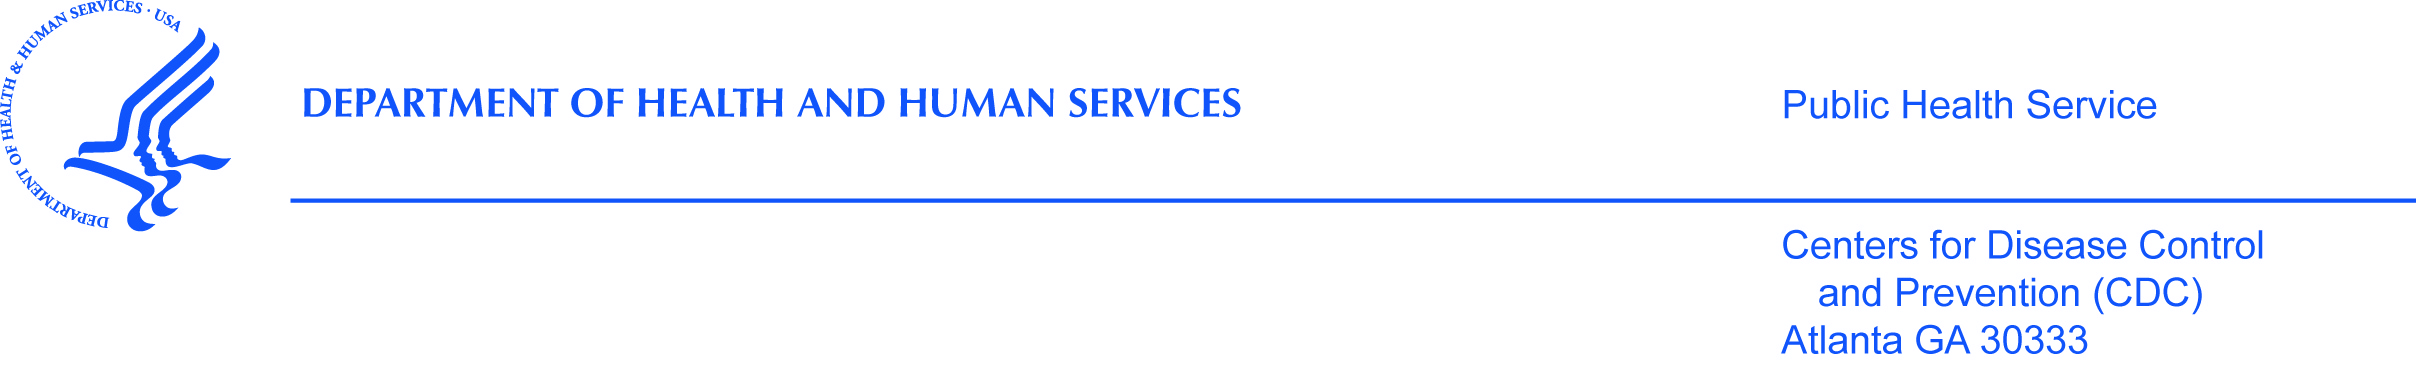 DEPARTMENT OF HEALTH & HUMAN SERVICES · USA
DEPARTMENT OF HEALTH AND HUMAN SERVICES
Public Health Service
Centers for Disease Control
and Prevention (CDC)
Atlanta GA 30333